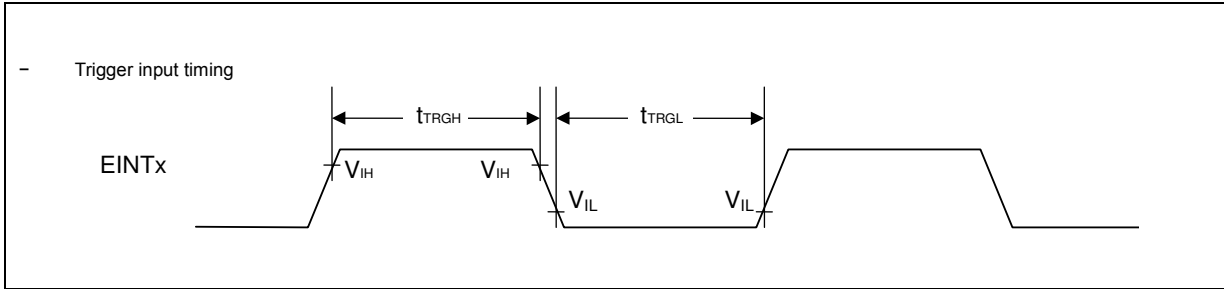 − Trigger input timing
tTRGH tTRGL
EINTx VIH VIH
VIL VIL